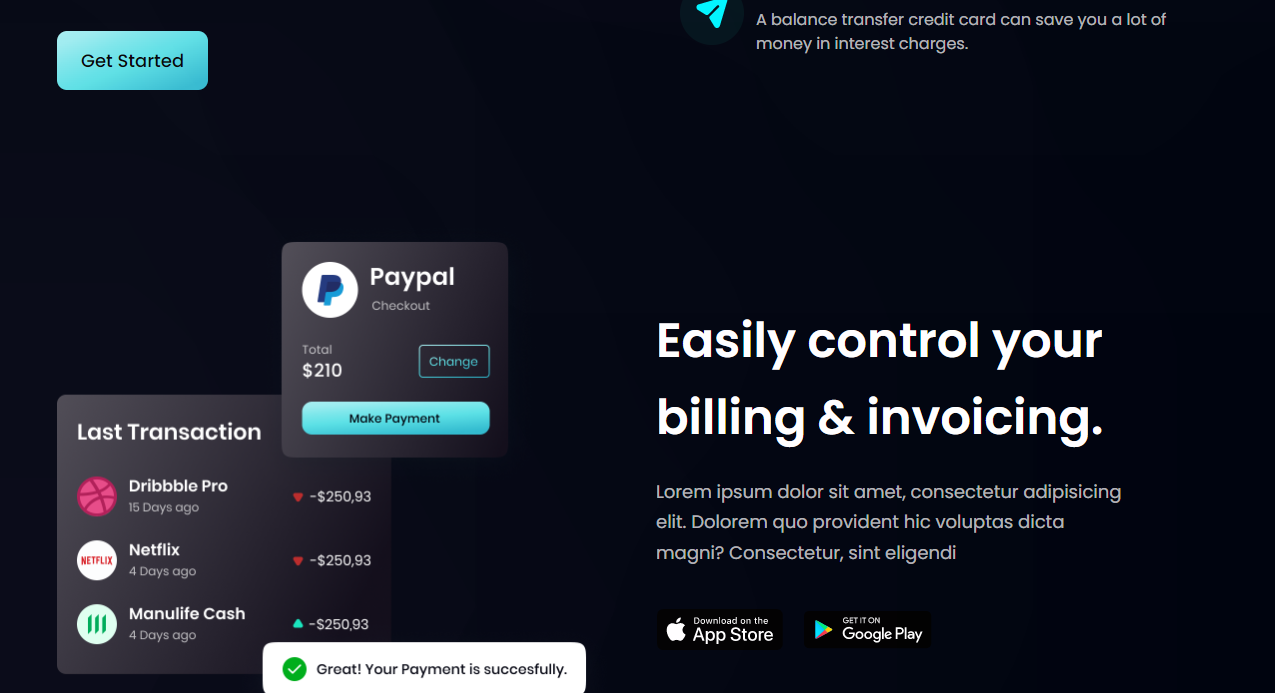 A balance transfer credit card can save you a lot of
money in interest charges.
Get Started
Paypal
Checkout
Total
$210
Change
Make Payment
Last Transaction
Dribbble Pro
15 Days ago
-$250,93
NETFLIX
Netflix
4 Days ago
-$250,93
Manulife Cash
4 Days ago
-$250,93
Great! Your Payment is succesfully.
Easily control your
billing & invoicing.
Lorem ipsum dolor sit amet, consectetur adipisicing
elit. Dolorem quo provident hic voluptas dicta
magni? Consectetur, sint eligendi
Download on the
App Store
GET IT ON
Google Play